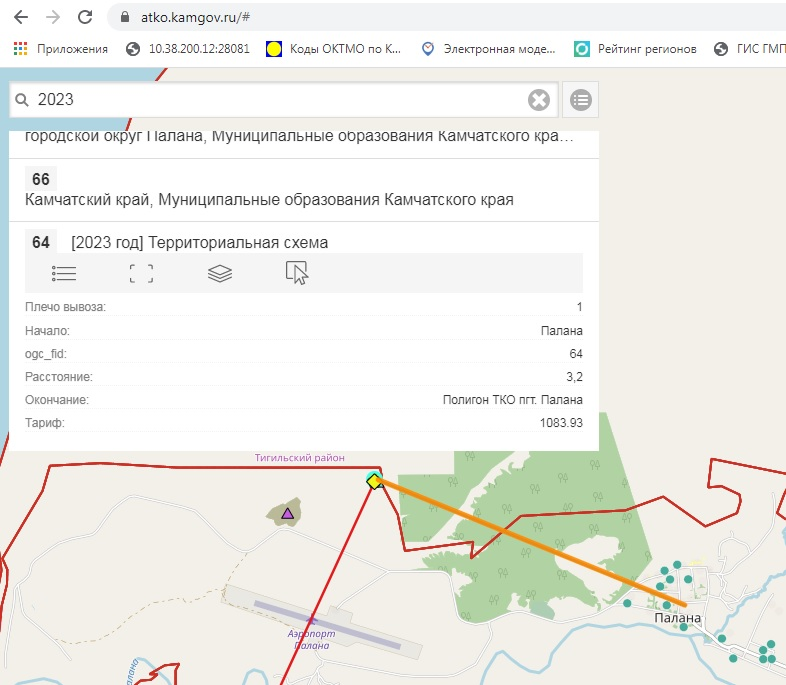 atko.kamgov.ru/#
Приложения 10.38.200.12:28081 Коды ОКТМО по К... Электронная моде... Рейтинг регионов ГИС ГМП
2023
городской округ Палана, Муниципальные образования Камчатского кра...
66
Камчатский край, Муниципальные образования Камчатского края
64 [2023 год] Территориальная схема
Плечо вывоза: 1
Начало: Палана
ogc_fid: 64
Расстояние: 3,2
Окончание: Полигон ТКО пгт. Палана
Тариф: 1083.93
Тигильский район
Палана
Аэропорт
Палана